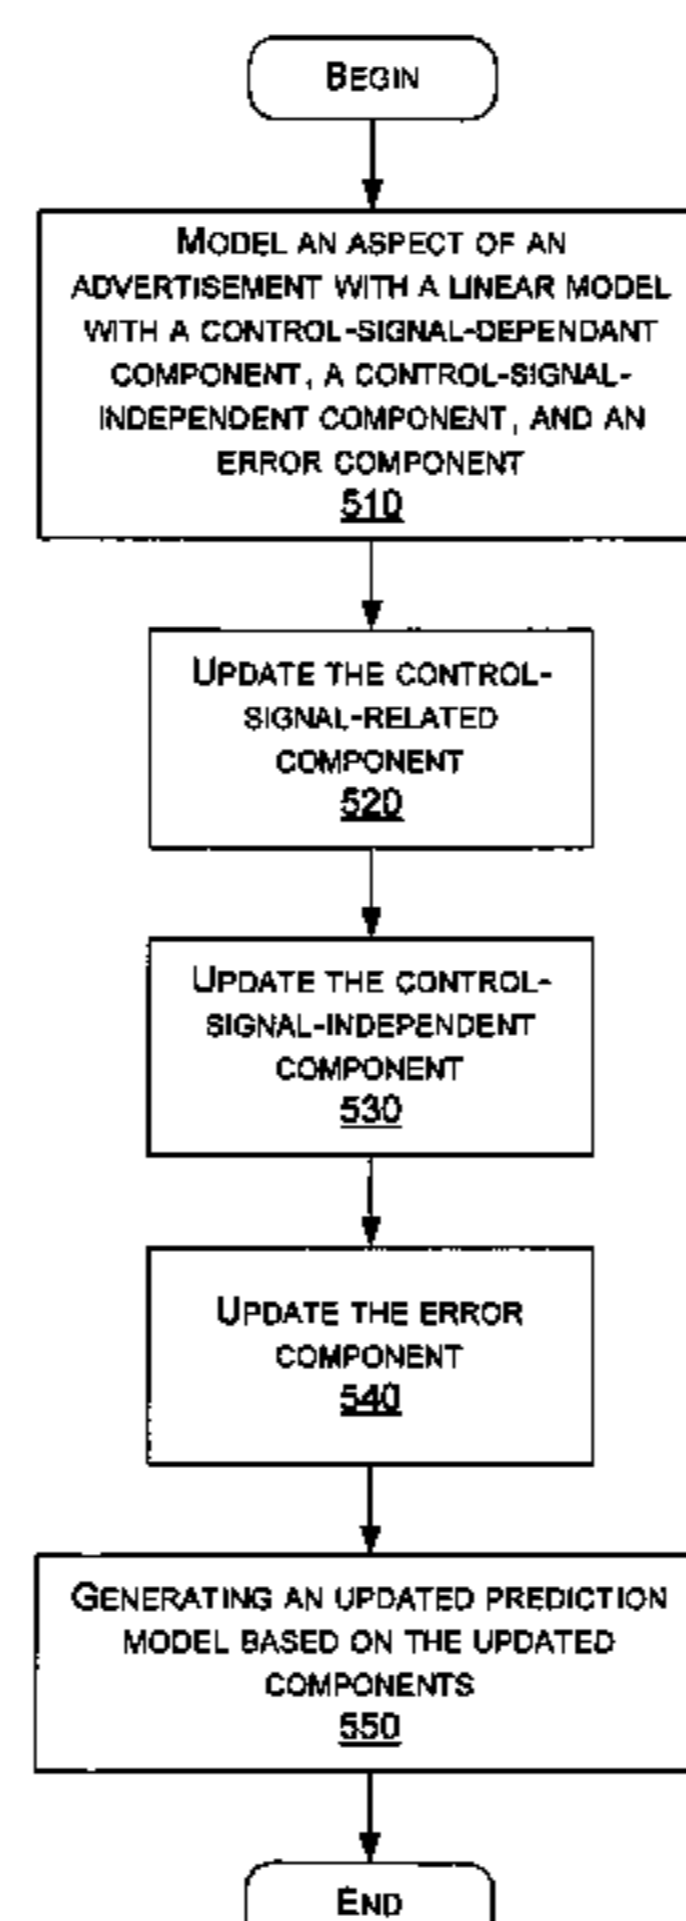 BEGIN
MODEL AN ASPECT OF AN
ADVERTISEMENT WITH A LINEAR MODEL
WITH A CONTROL-SIGNAL-DEPENDANT
COMPONENT, A CONTROL-SIGNAL-
INDEPENDENT COMPONENT, AND AN
ERROR COMPONENT
510
UPDATE THE CONTROL-
SIGNAL-RELATED
COMPONENT
520
UPDATE THE CONTROL-
SIGNAL-INDEPENDENT
COMPONENT
530
UPDATE THE ERROR
COMPONENT
540
GENERATING AN UPDATED PREDICTION
MODEL BASED ON THE UPDATED
COMPONENTS
550
END